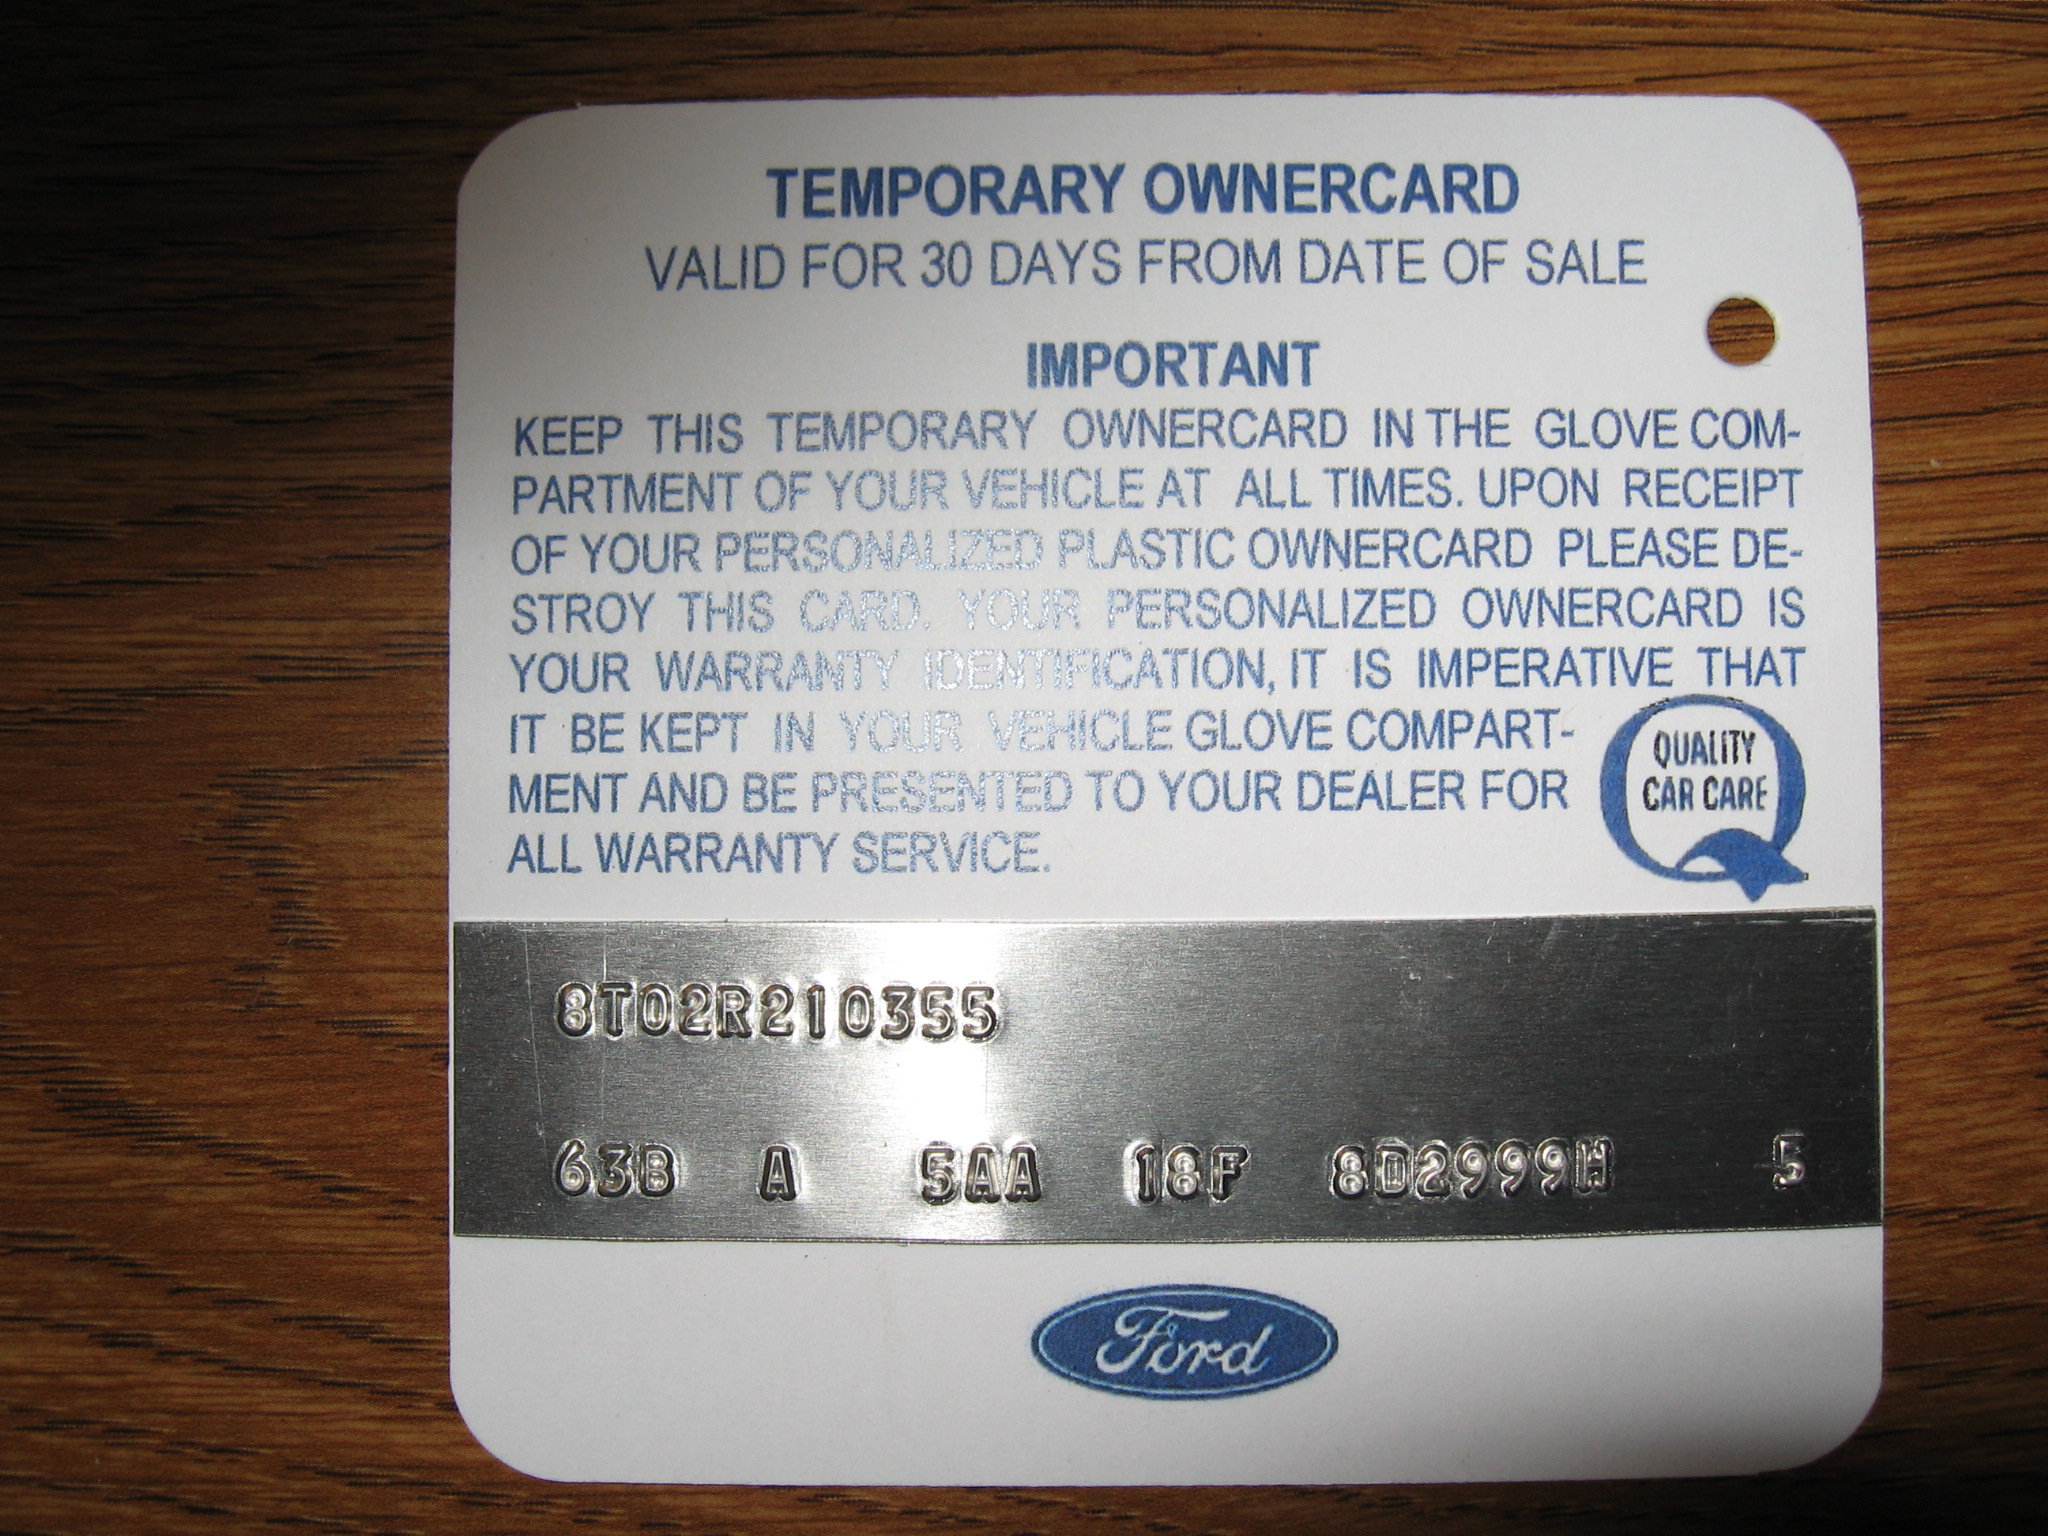 TEMPORARY OWNERCARD
VALID FOR 30 DAYS FROM DATE OF SALE
IMPORTANT
KEEP THIS TEMPORARY OWNERCARD IN THE GLOVE COM-
PARTMENT OF YOUR VEHICLE AT ALL TIMES. UPON RECEIPT
OF YOUR PERSONALIZED PLASTIC OWNERCARD PLEASE DE-
STROY THIS CARD. YOUR PERSONALIZED OWNERCARD IS
YOUR WARRANTY IDENTIFICATION, IT IS IMPERATIVE THAT
IT BE KEPT IN YOUR VEHICLE GLOVE COMPART-
MENT AND BE PRESENTED TO YOUR DEALER FOR
ALL WARRANTY SERVICE.
QUALITY
CAR CARE
8T02R210355
63B A 5AA 18F 8D2999H 5
Ford